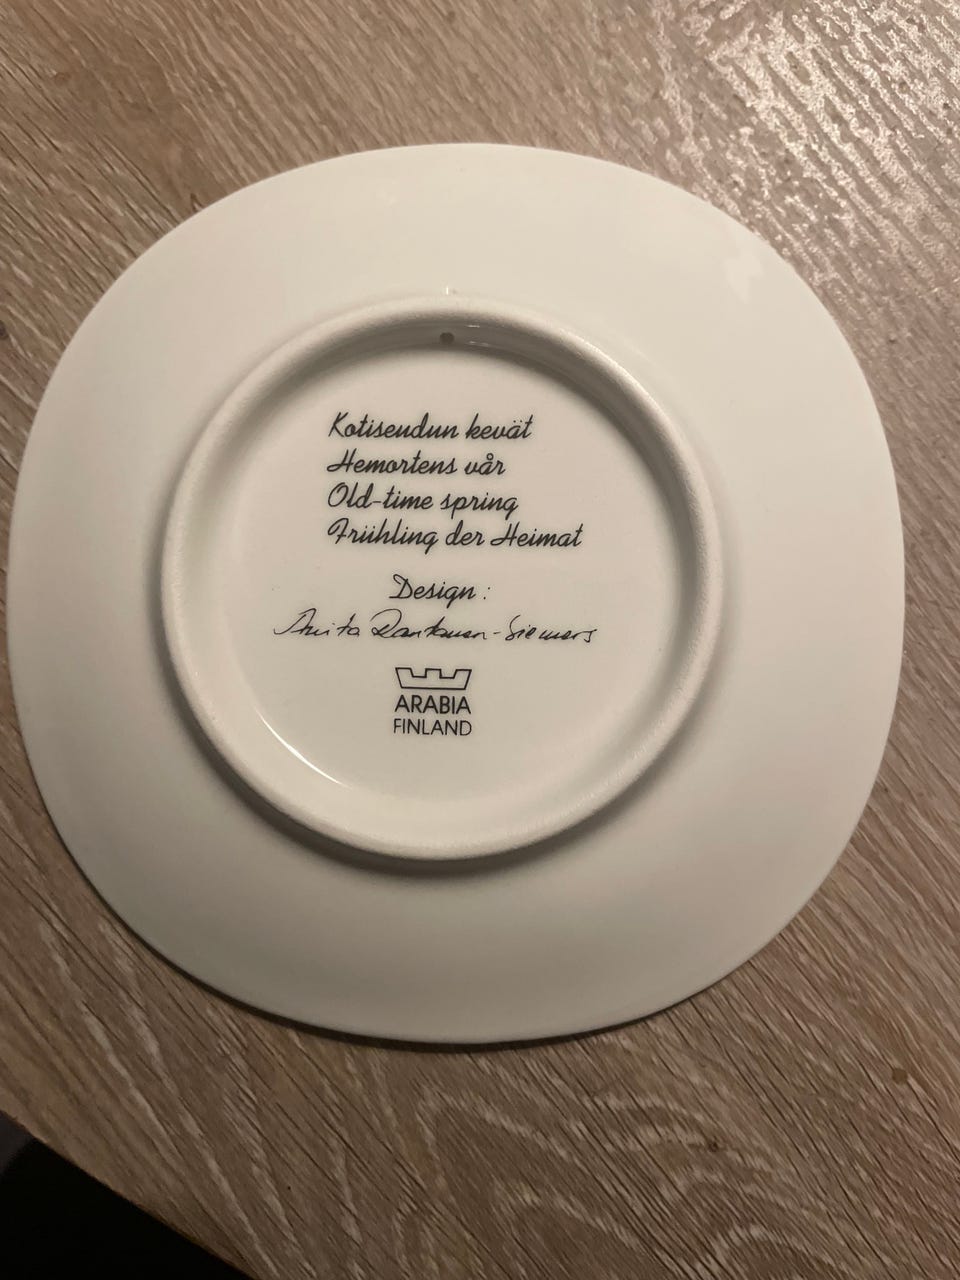 Kotiseudun kevät
Hemortens vår
Old-time spring
Frühling der Heimat
Design :
Anita Rantanen-Siemers
ARABIA
FINLAND